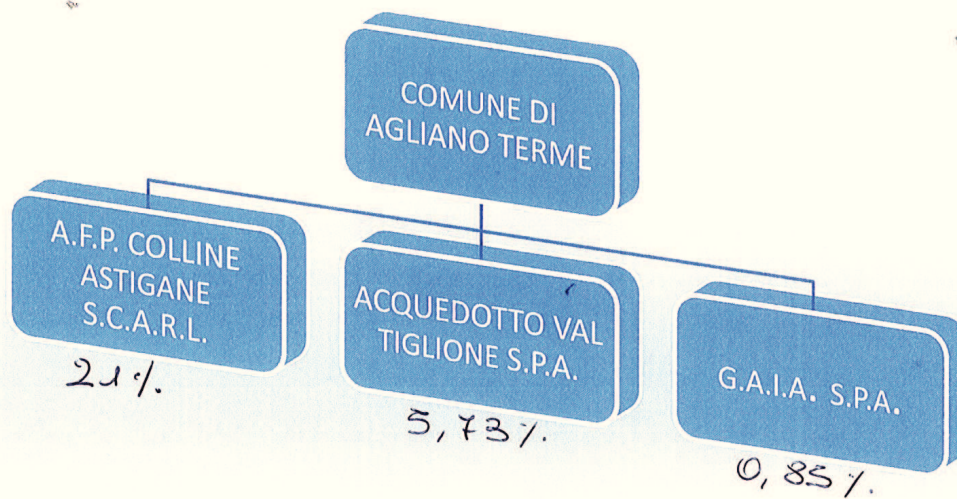 COMUNE DI
AGLIANO TERME
A.F.P. COLLINE
ASTIGANE
S.C.A.R.L.
21%.
ACQUEDOTTO VAL
TIGLIONE S.P.A.
5,73%.
G.A.I.A. S.P.A.
0,85%.